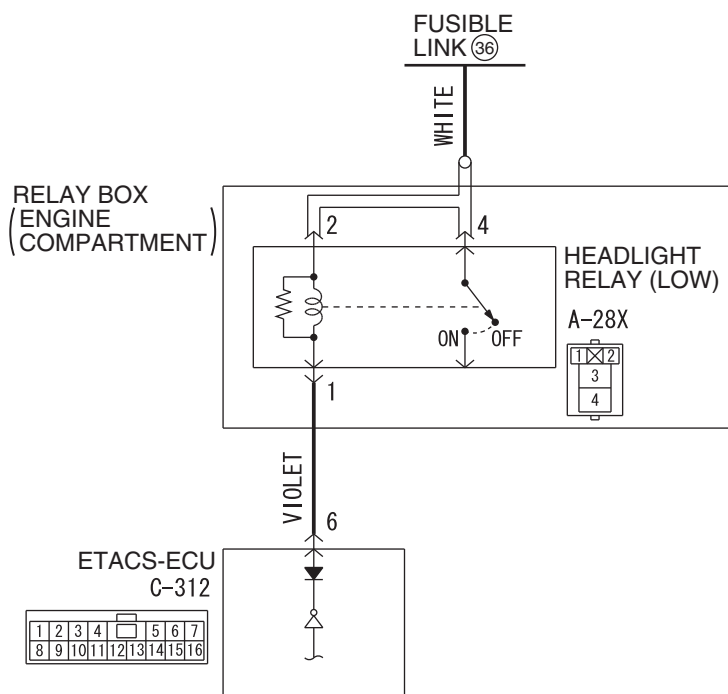 FUSIBLE
LINK 36
WHITE
RELAY BOX
(ENGINE
COMPARTMENT)
2
4
HEADLIGHT
RELAY (LOW)
A-28X
ON
OFF
1 2
3
4
1
VIOLET
6
ETACS-ECU
C-312
1 2 3 4 5 6 7
8 9 10 11 12 13 14 15 16